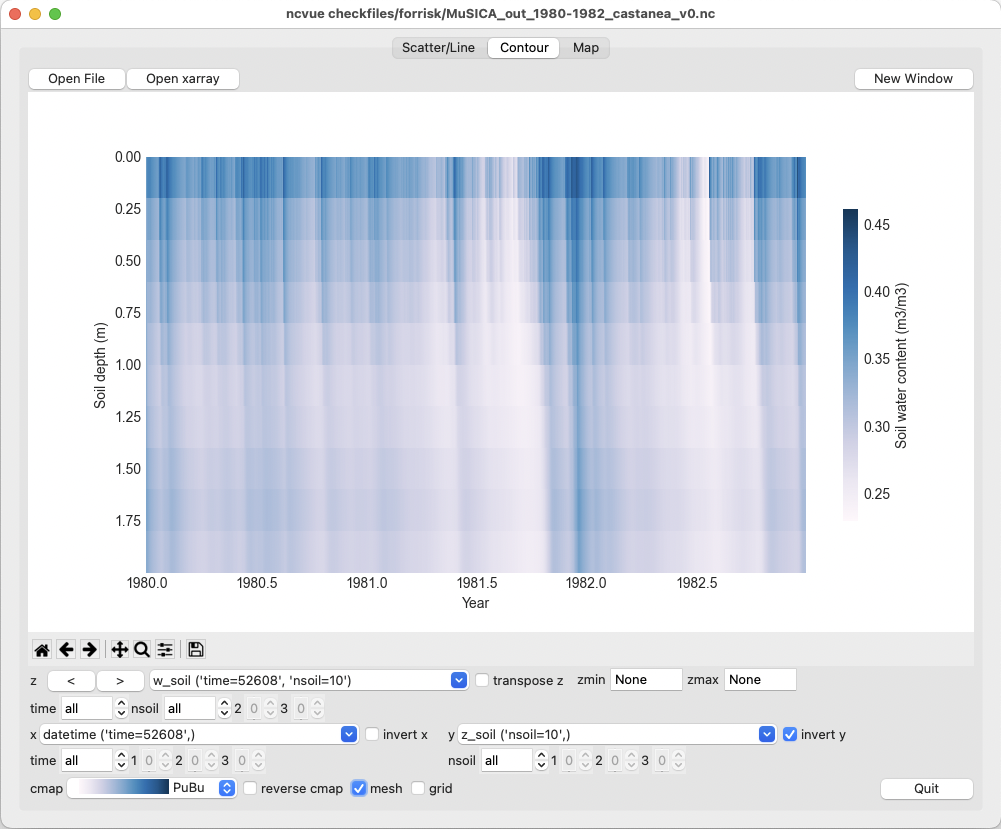 ncvue checkfiles/forrisk/MuSICA_out_1980-1982_castanea_v0.nc
Scatter/Line Contour Map
Open File Open xarray New Window
0.00
0.25
0.50
0.75
1.00
1.25
1.50
1.75
Soil depth (m)
1980.0 1980.5 1981.0 1981.5 1982.0 1982.5
Year
0.45
0.40
0.35
0.30
0.25
Soil water content (m3/m3)
z < > w_soil ('time=52608', 'nsoil=10') transpose z zmin None zmax None
time all nsoil all 2 0 3 0
x datetime ('time=52608',) invert x y z_soil ('nsoil=10',) invert y
time all 1 0 2 0 3 0 nsoil all 1 0 2 0 3 0
cmap PuBu reverse cmap mesh grid Quit